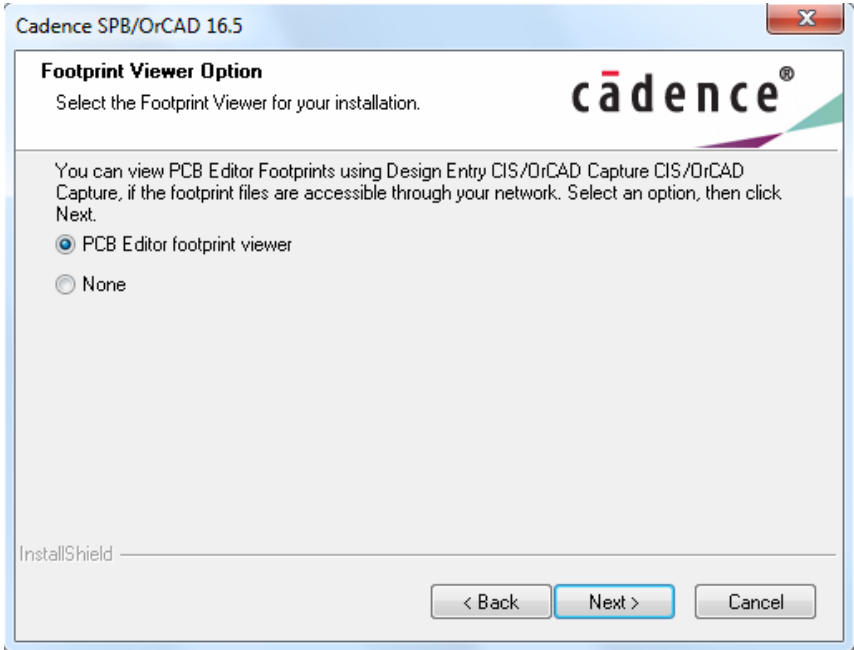 Cadence SPB/OrCAD 16.5
Footprint Viewer Option
Select the Footprint Viewer for your installation.
cādence®
You can view PCB Editor Footprints using Design Entry CIS/OrCAD Capture CIS/OrCAD
Capture, if the footprint files are accessible through your network. Select an option, then click
Next.
PCB Editor footprint viewer
None
InstallShield
< Back
Next >
Cancel